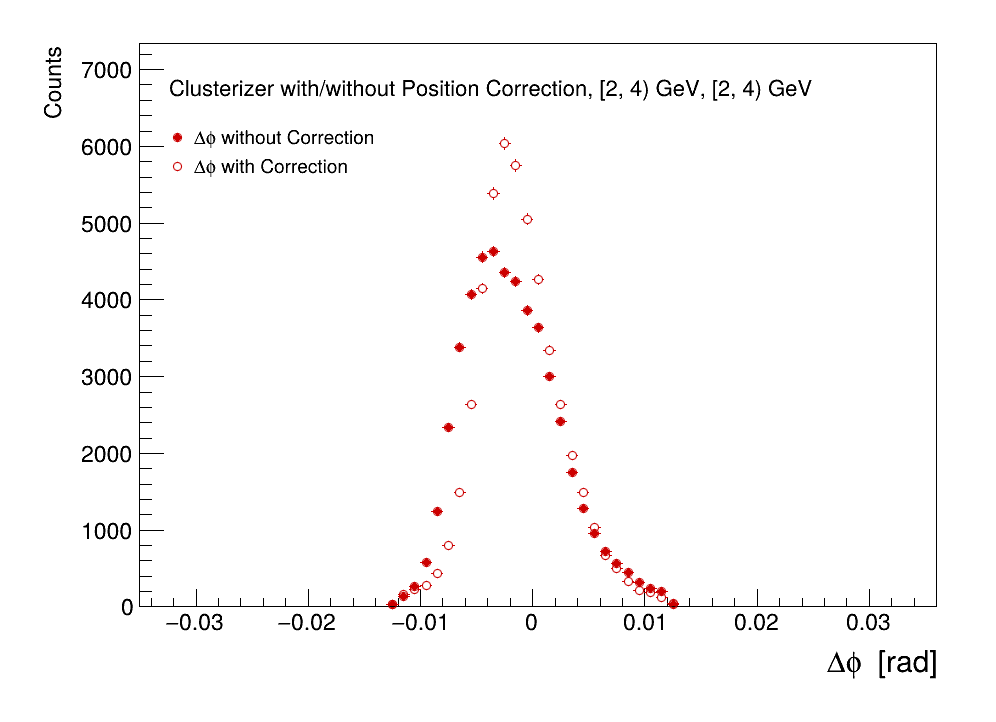 Counts
7000
6000
5000
4000
3000
2000
1000
0
Clusterizer with/without Position Correction, [2, 4) GeV, [2, 4) GeV
Δϕ without Correction
Δϕ with Correction
−0.03 −0.02 −0.01 0 0.01 0.02 0.03
Δϕ [rad]